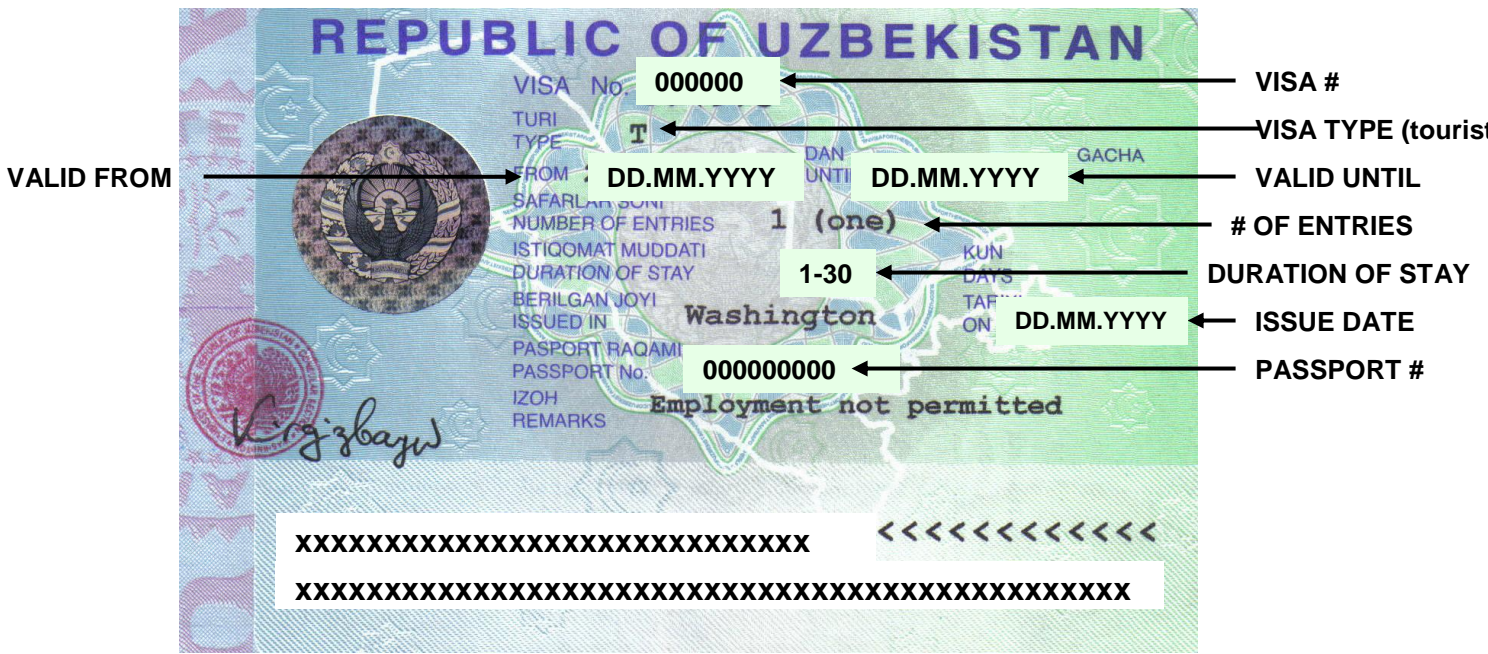 REPUBLIC OF UZBEKISTAN
VISA No. 000000 VISA #
TURI
TYPE T VISA TYPE (tourist
DAN GACHA
VALID FROM FROM DD.MM.YYYY UNTIL DD.MM.YYYY VALID UNTIL
SAFARLAR SONI
NUMBER OF ENTRIES 1 (one) # OF ENTRIES
ISTIQOMAT MUDDATI KUN
DURATION OF STAY 1-30 DAYS DURATION OF STAY
BERILGAN JOYI
ISSUED IN Washington ON DD.MM.YYYY ISSUE DATE
PASPORT RAQAMI
PASSPORT No. 000000000 PASSPORT #
IZOH
REMARKS Employment not permitted
xxxxxxxxxxxxxxxxxxxxxxxxxxxxx <<<<<<<<<<<<
xxxxxxxxxxxxxxxxxxxxxxxxxxxxxxxxxxxxxxxxxxxxxxx